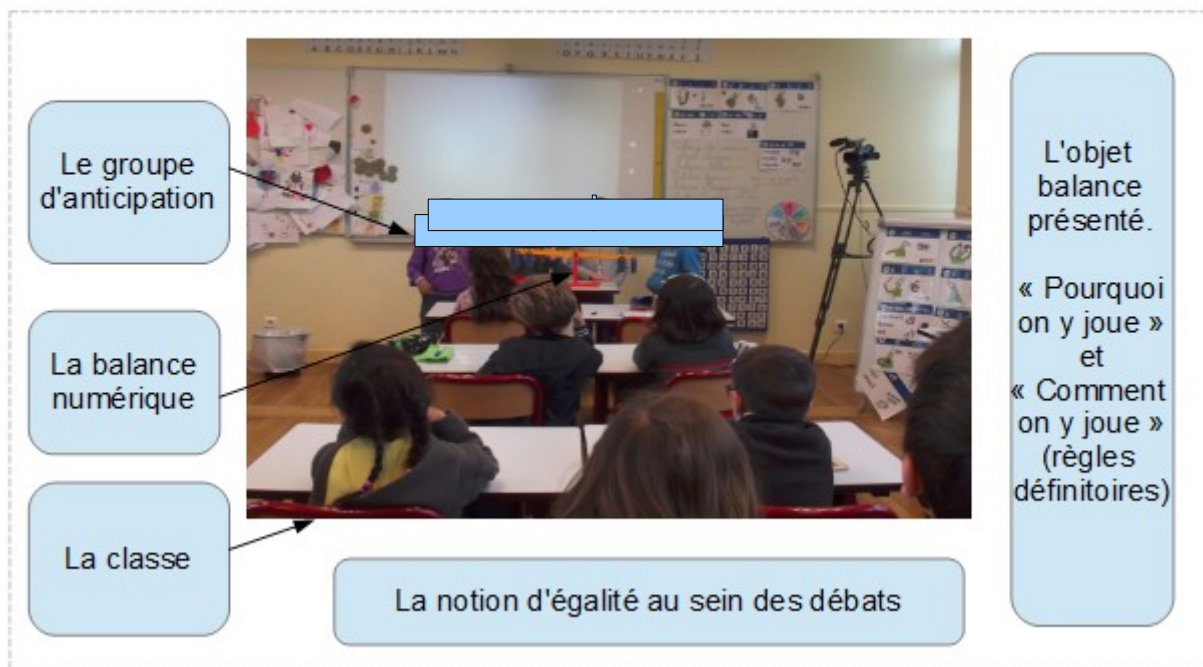 Le groupe
d'anticipation
La balance
numérique
La classe
L'objet
balance
présenté.
« Pourquoi
on y joue »
et
« Comment
on y joue »
(règles
définitoires)
La notion d'égalité au sein des débats